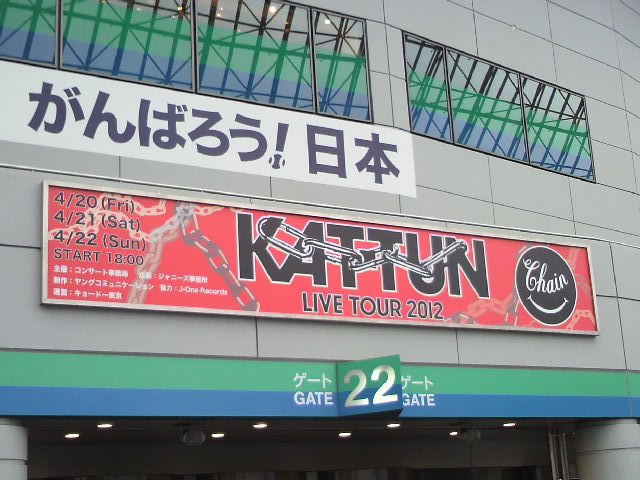 がんばろう! 日本
4/20(Fri)
4/21(Sat)
4/22(Sun)
START 18:00
主催:コンサート事務局 企画:ジャニーズ事務所
制作:ヤングコミュニケーション 協力:J-One Records
運営:キョードー東京
KAT-TUN
LIVE TOUR 2012
Chain
ゲート 22 ゲート
GATE GATE